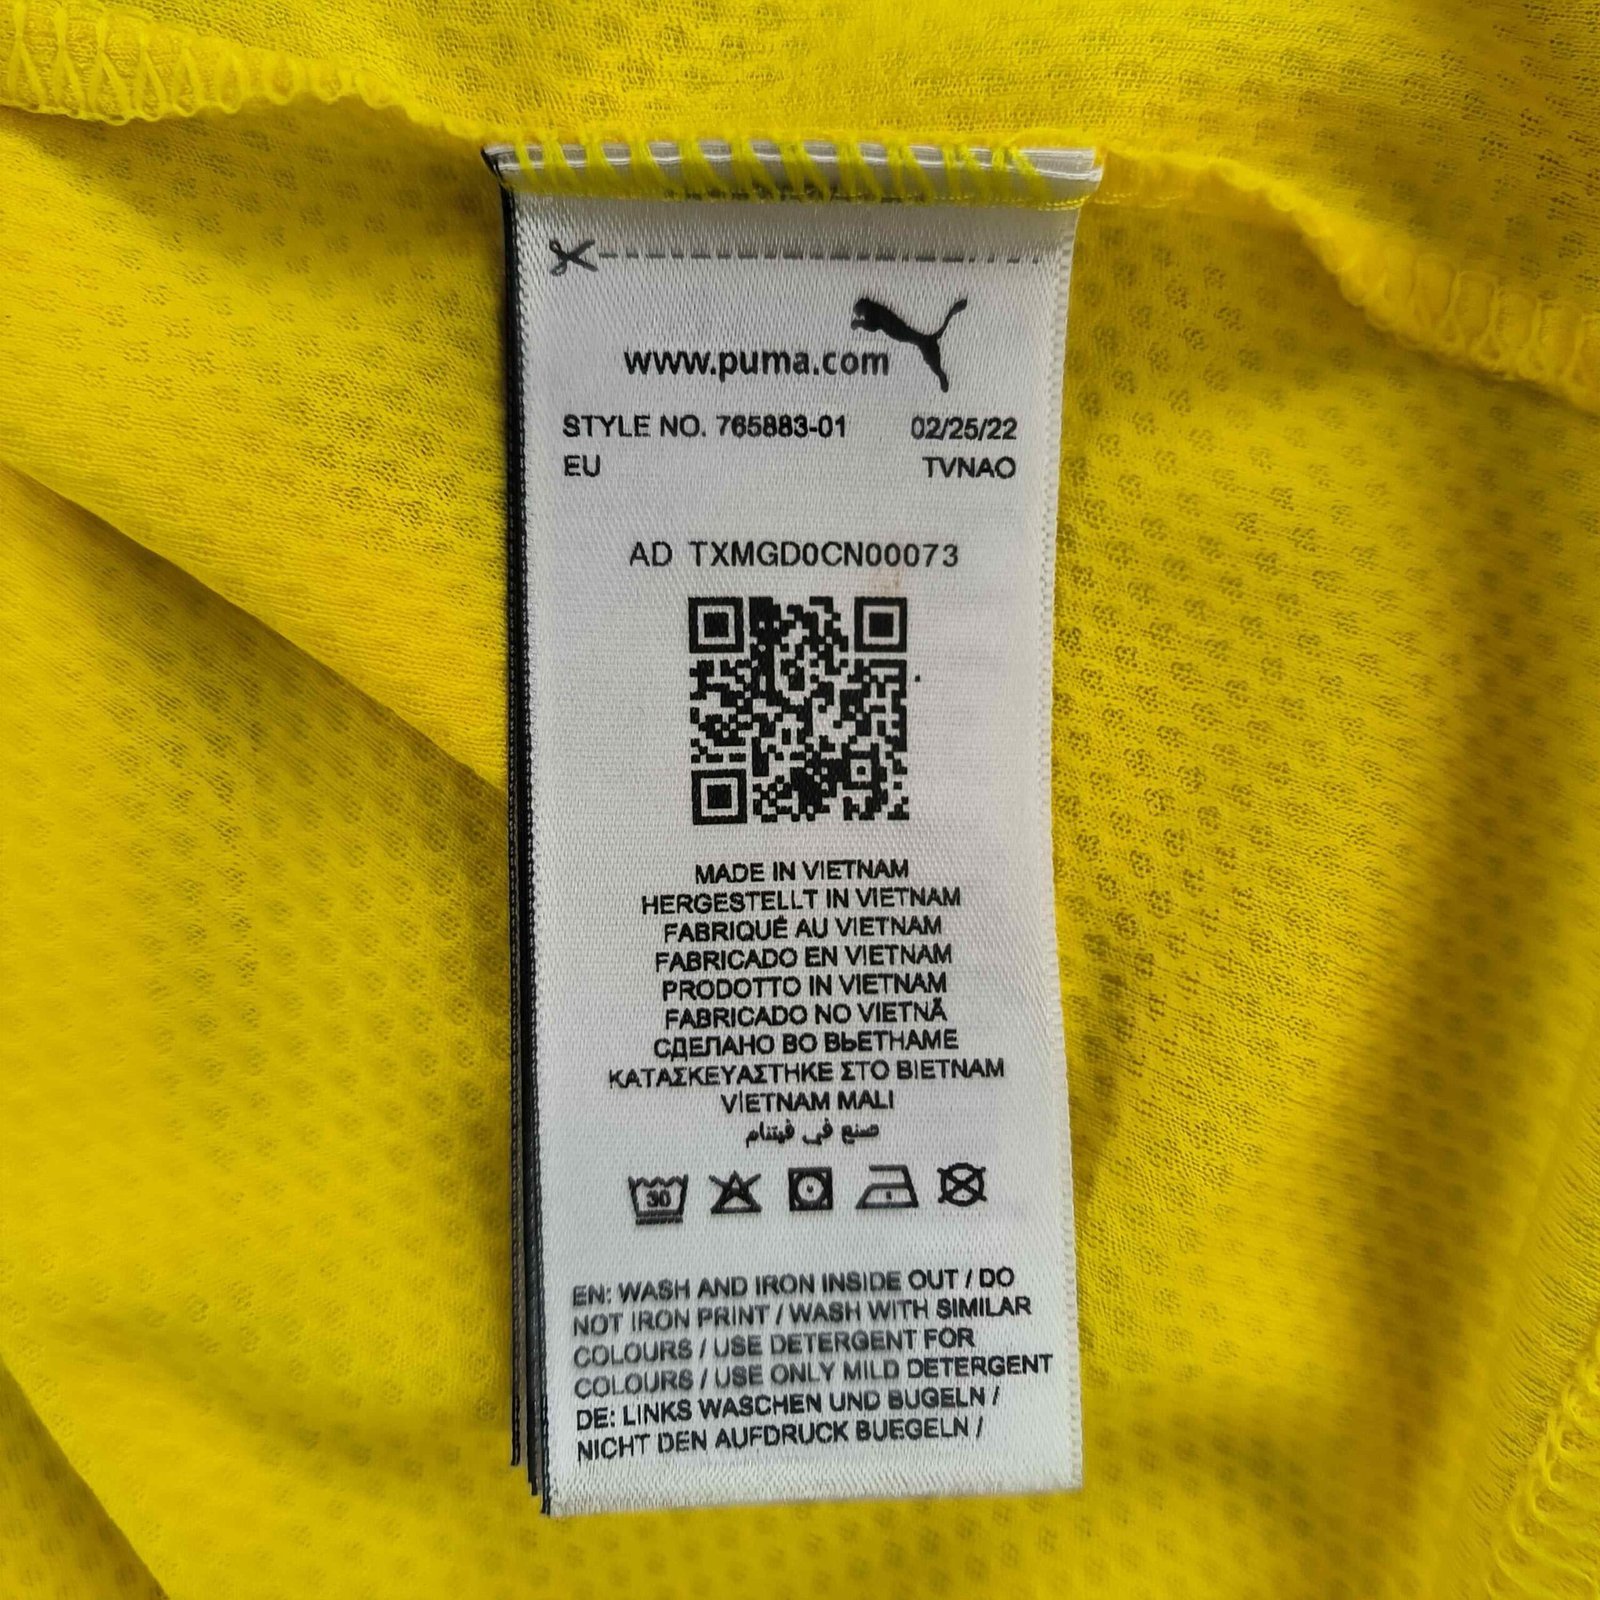 www.puma.com
STYLE NO. 765883-01 02/25/22
EU TVNAO
AD TXMGD0CN00073
MADE IN VIETNAM
HERGESTELLT IN VIETNAM
FABRIQUÉ AU VIETNAM
FABRICADO EN VIETNAM
PRODOTTO IN VIETNAM
FABRICADO NO VIETNÃ
СДЕЛАНО ВО ВЬЕТНАМЕ
ΚΑΤΑΣΚΕΥΑΣΤΗΚΕ ΣΤΟ ΒΙΕΤΝΑΜ
VİETNAM MALI
صنع في فيتنام
30
EN: WASH AND IRON INSIDE OUT / DO
NOT IRON PRINT / WASH WITH SIMILAR
COLOURS / USE DETERGENT FOR
COLOURS / USE ONLY MILD DETERGENT
DE: LINKS WASCHEN UND BUGELN /
NICHT DEN AUFDRUCK BUEGELN /